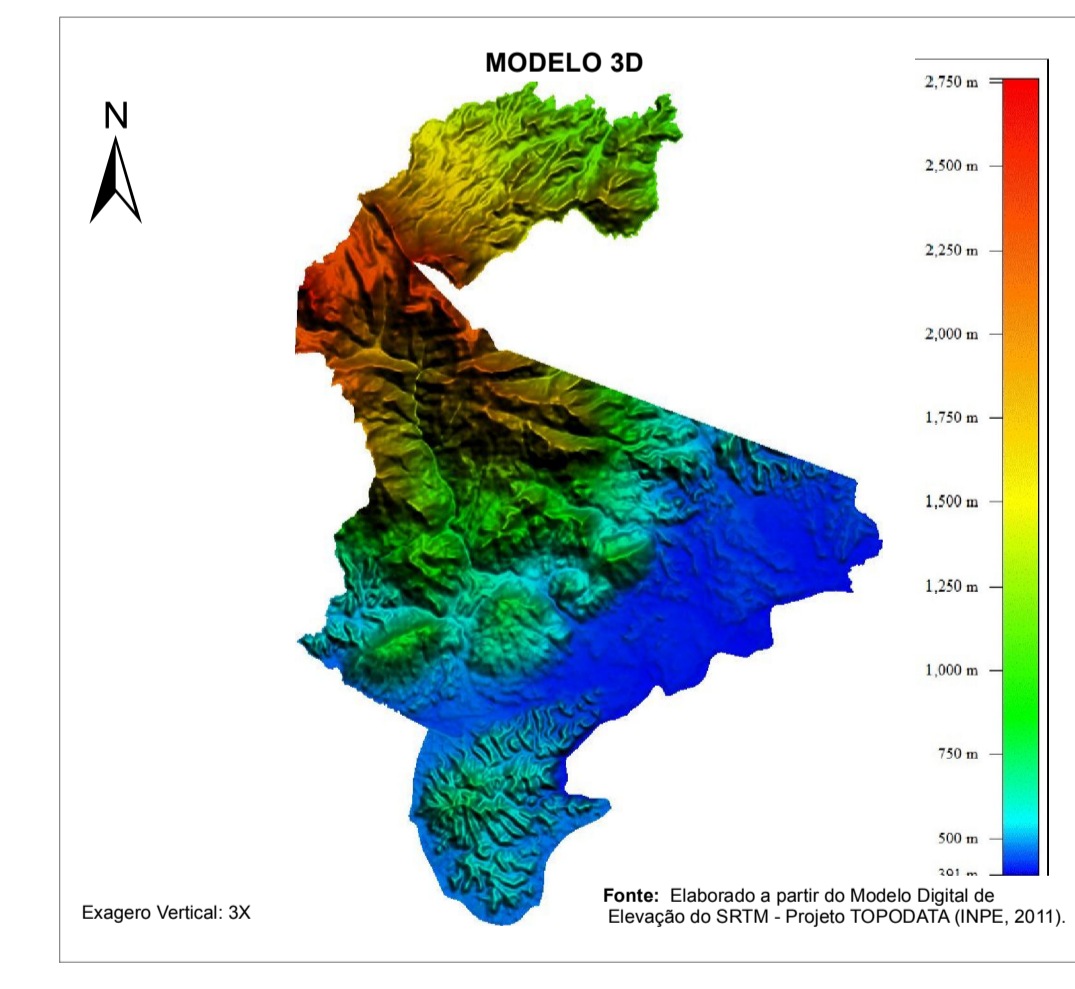 MODELO 3D
N
2,750 m
2,500 m
2,250 m
2,000 m
1,750 m
1,500 m
1,250 m
1,000 m
750 m
500 m
391 m
Exagero Vertical: 3X
Fonte: Elaborado a partir do Modelo Digital de
Elevação do SRTM - Projeto TOPODATA (INPE, 2011).